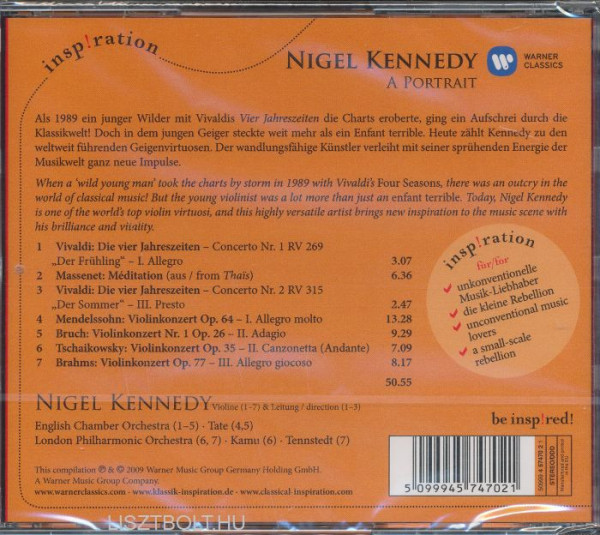 insp!ration
NIGEL KENNEDY
A PORTRAIT
WARNER
CLASSICS
Als 1989 ein junger Wilder mit Vivaldis Vier Jahreszeiten die Charts eroberte, ging ein Aufschrei durch die
Klassikwelt! Doch in dem jungen Geiger steckte weit mehr als ein Enfant terrible. Heute zählt Kennedy zu den
weltweit führenden Geigenvirtuosen. Der wandlungsfähige Künstler verleiht mit seiner sprühenden Energie der
Musikwelt ganz neue Impulse.
When a 'wild young man' took the charts by storm in 1989 with Vivaldi's Four Seasons, there was an outcry in the
world of classical music! But the young violinist was a lot more than just an enfant terrible. Today, Nigel Kennedy
is one of the world's top violin virtuosi, and this highly versatile artist brings new inspiration to the music scene with
his brilliance and vitality.
1 Vivaldi: Die vier Jahreszeiten – Concerto Nr. 1 RV 269
„Der Frühling“ – I. Allegro 3.07
2 Massenet: Méditation (aus / from Thaïs) 6.36
3 Vivaldi: Die vier Jahreszeiten – Concerto Nr. 2 RV 315
„Der Sommer“ – III. Presto 2.47
4 Mendelssohn: Violinkonzert Op. 64 – I. Allegro molto 13.28
5 Bruch: Violinkonzert Nr. 1 Op. 26 – II. Adagio 9.29
6 Tschaikowsky: Violinkonzert Op. 35 – II. Canzonetta (Andante) 7.09
7 Brahms: Violinkonzert Op. 77 – III. Allegro giocoso 8.17
50.55
insp!ration
für/for
unkonventionelle
Musik-Liebhaber
die kleine Rebellion
unconventional music
lovers
a small-scale
rebellion
NIGEL KENNEDY Violine (1–7) & Leitung / direction (1–3)
English Chamber Orchestra (1–5) · Tate (4,5)
London Philharmonic Orchestra (6, 7) · Kamu (6) · Tennstedt (7)
be insp!red!
This compilation ℗ & © 2009 Warner Music Group Germany Holding GmbH.
A Warner Music Group Company.
www.warnerclassics.com · www.klassik-inspiration.de · www.classical-inspiration.com
5 099945 747021
STEREO
LISZTBOLT.HU